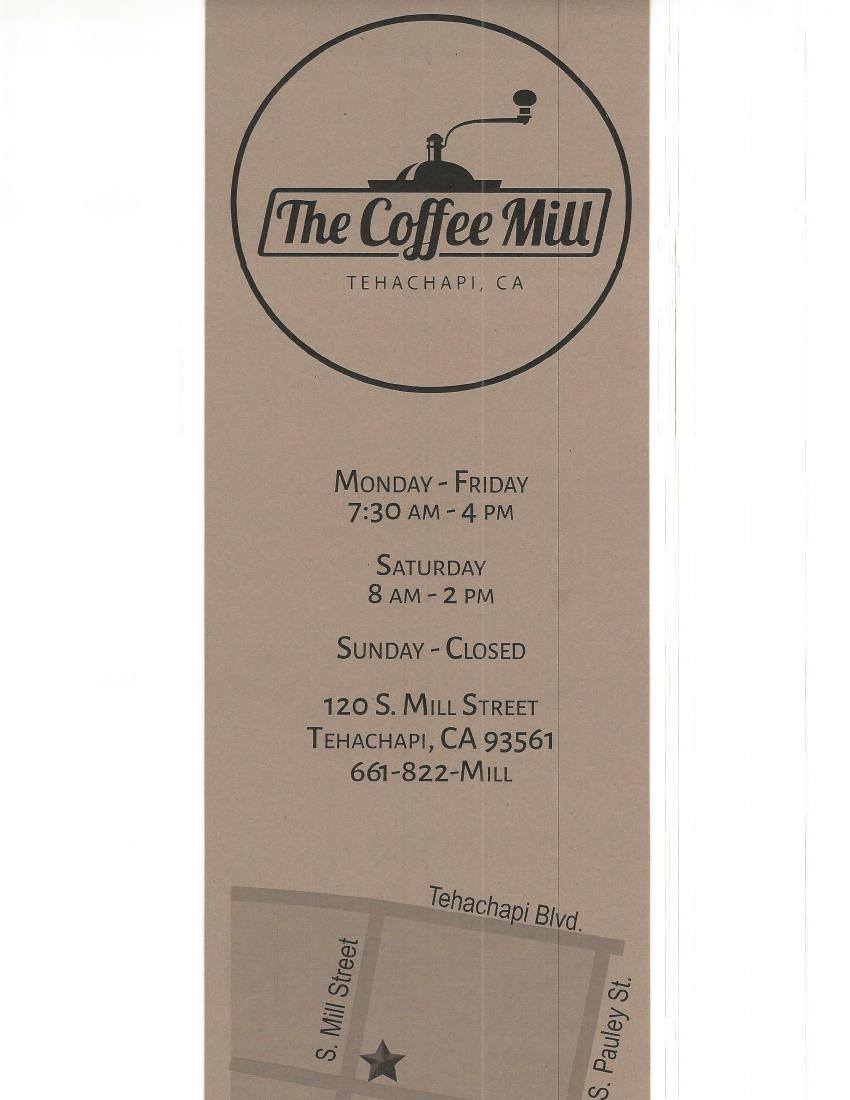 The Coffee Mill
TEHACHAPI, CA
Monday - Friday
7:30 am - 4 pm
Saturday
8 am - 2 pm
Sunday - Closed
120 S. Mill Street
Tehachapi, CA 93561
661-822-Mill
Tehachapi Blvd.
S. Mill Street
S. Pauley St.